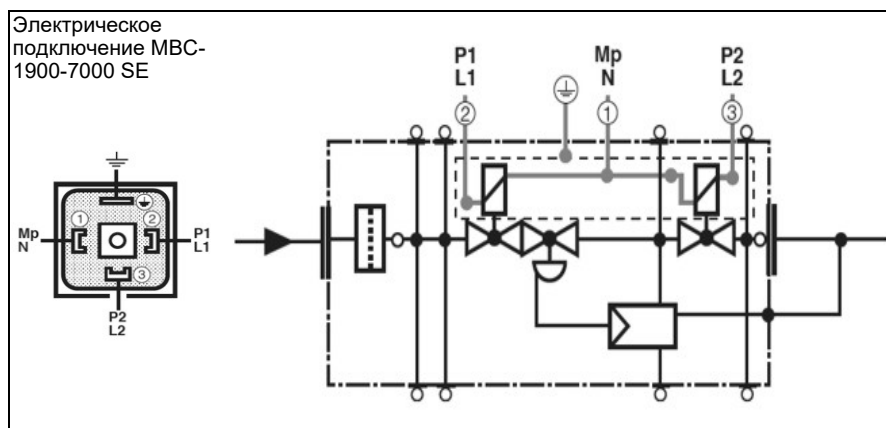 Электрическое
подключение МВС-
1900-7000 SE
P1
L1
2
Mp
N
1
P2
L2
3
1
2
3
Mp
N
P1
L1
P2
L2